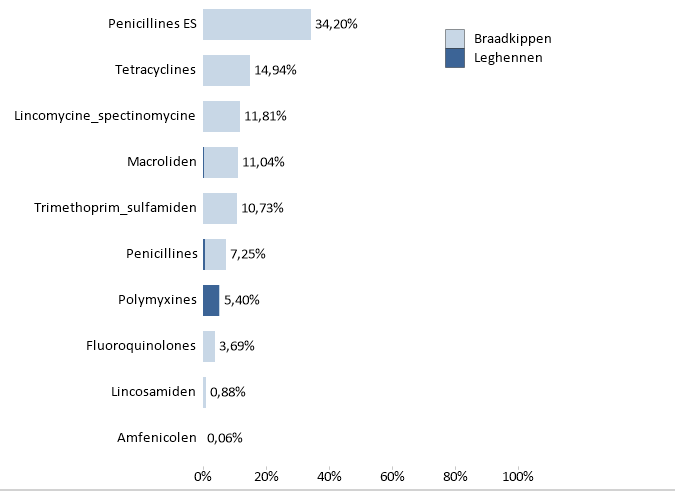 Penicillines ES 34,20%
Braadkippen
Leghennen
Tetracyclines 14,94%
Lincomycine_spectinomycine 11,81%
Macroliden 11,04%
Trimethoprim_sulfamiden 10,73%
Penicillines 7,25%
Polymyxines 5,40%
Fluoroquinolones 3,69%
Lincosamiden 0,88%
Amfenicolen 0,06%
0% 20% 40% 60% 80% 100%